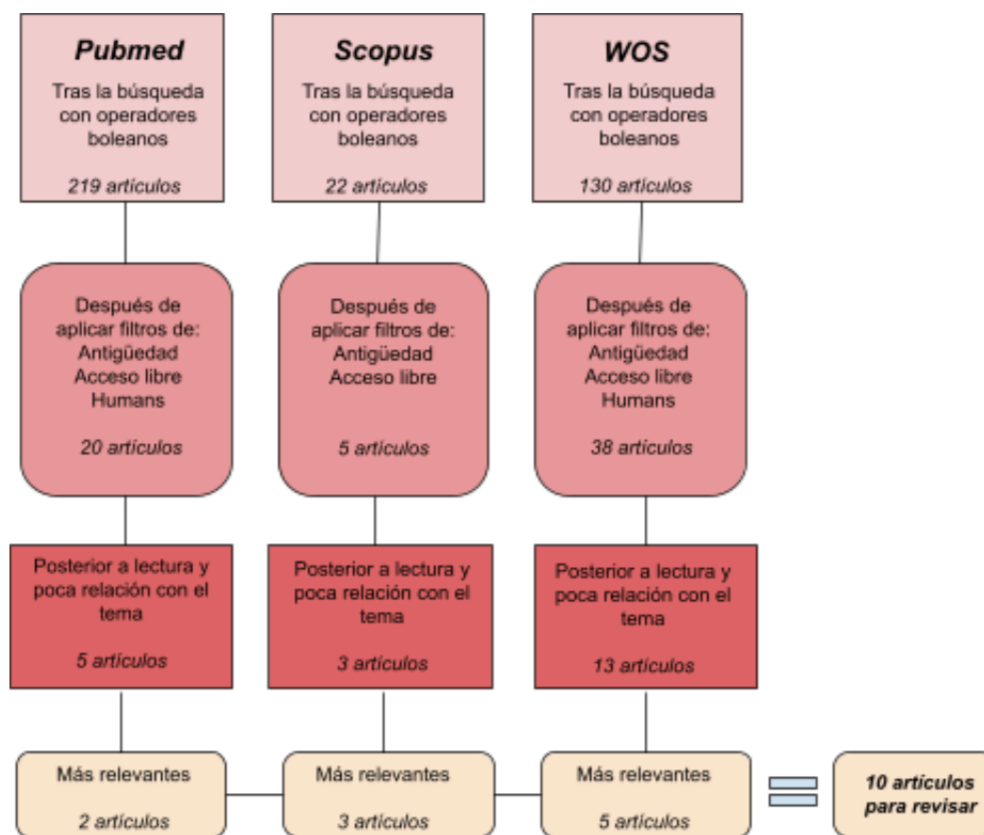 Pubmed
Tras la búsqueda
con operadores
boleanos
219 artículos
Scopus
Tras la búsqueda
con operadores
boleanos
22 artículos
WOS
Tras la búsqueda
con operadores
boleanos
130 artículos
Después de
aplicar filtros de:
Antigüedad
Acceso libre
Humans
20 artículos
Después de
aplicar filtros de:
Antigüedad
Acceso libre
5 artículos
Después de
aplicar filtros de:
Antigüedad
Acceso libre
Humans
38 artículos
Posterior a lectura y
poca relación con el
tema
5 artículos
Posterior a lectura y
poca relación con el
tema
3 artículos
Posterior a lectura y
poca relación con el
tema
13 artículos
Más relevantes
2 artículos
Más relevantes
3 artículos
Más relevantes
5 artículos
10 artículos
para revisar